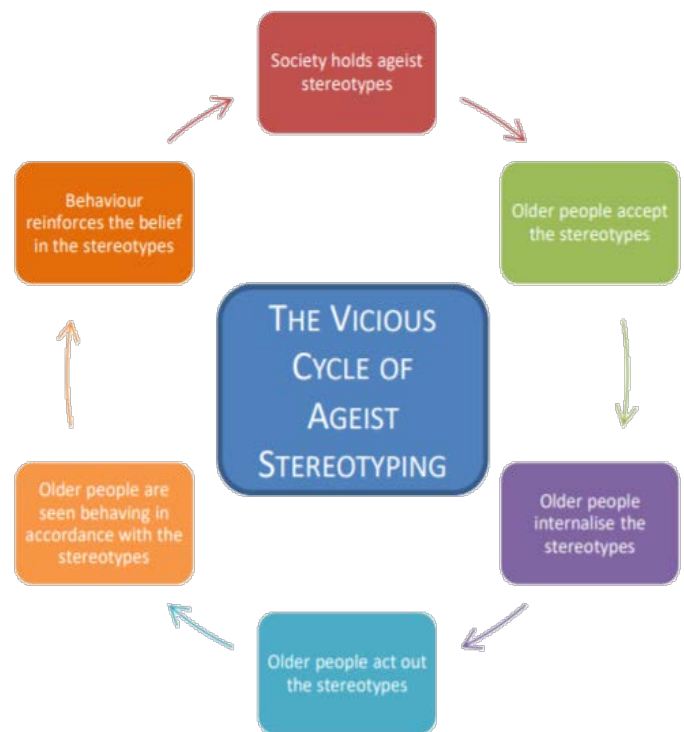 Society holds ageist
stereotypes
Older people accept
the stereotypes
Older people
internalise the
stereotypes
Older people act out
the stereotypes
Older people are
seen behaving in
accordance with the
stereotypes
Behaviour
reinforces the belief
in the stereotypes
THE VICIOUS
CYCLE OF
AGEIST
STEREOTYPING